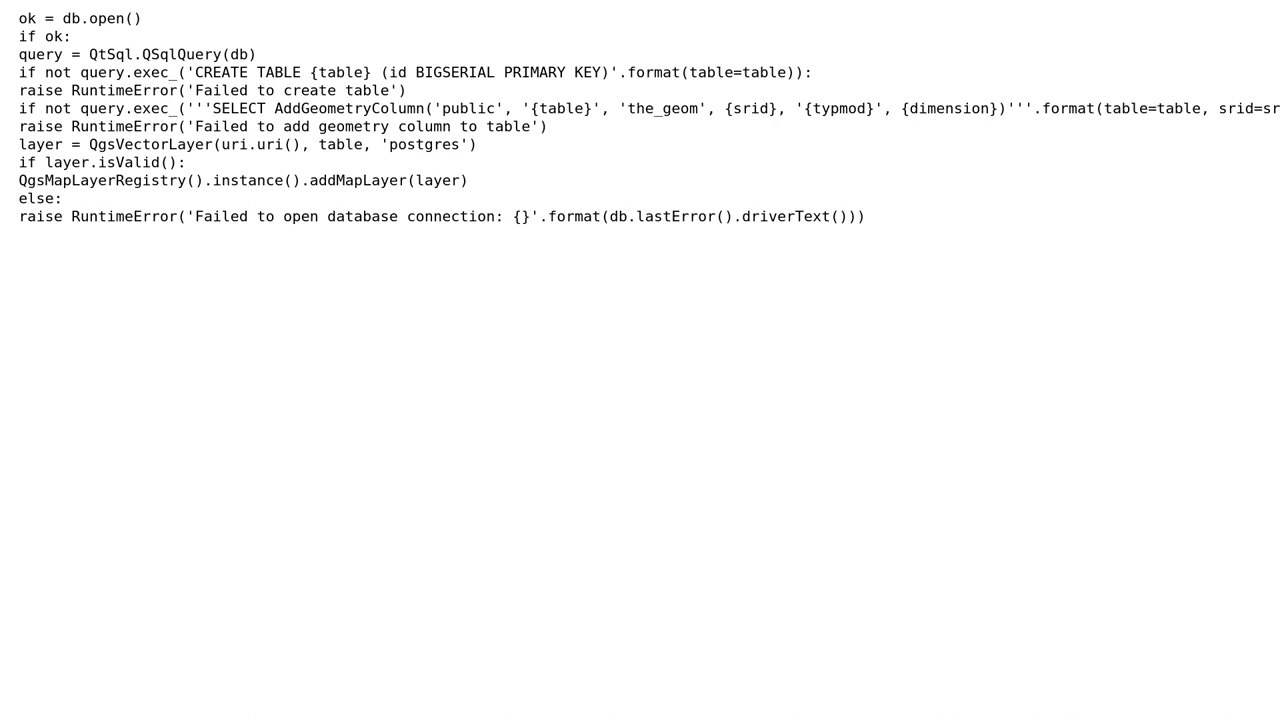 ok = db.open()
if ok:
query = QtSql.QSqlQuery(db)
if not query.exec_('CREATE TABLE {table} (id BIGSERIAL PRIMARY KEY)'.format(table=table)):
raise RuntimeError('Failed to create table')
if not query.exec_('''SELECT AddGeometryColumn('public', '{table}', 'the_geom', {srid}, '{typmod}', {dimension})'''.format(table=table, srid=sr
raise RuntimeError('Failed to add geometry column to table')
layer = QgsVectorLayer(uri.uri(), table, 'postgres')
if layer.isValid():
QgsMapLayerRegistry().instance().addMapLayer(layer)
else:
raise RuntimeError('Failed to open database connection: {}'.format(db.lastError().driverText()))